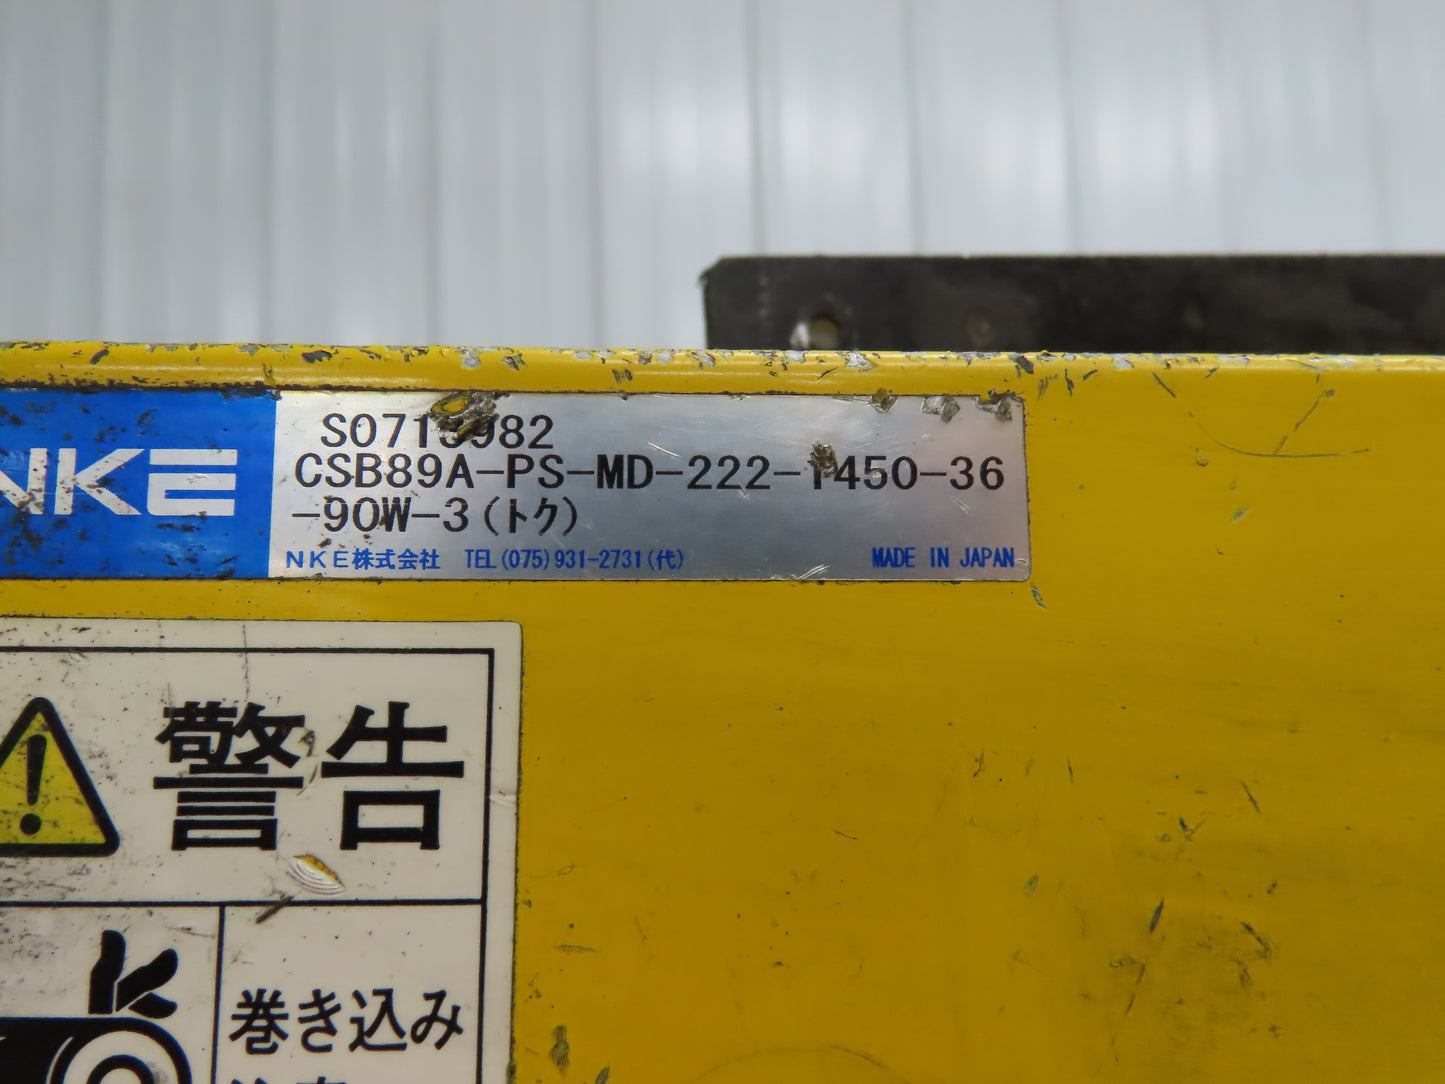 NKE
S0713982
CSB89A-PS-MD-222-1450-36
-90W-3(トク)
NKE株式会社 TEL(075)931-2731(代) MADE IN JAPAN
警告
巻き込み